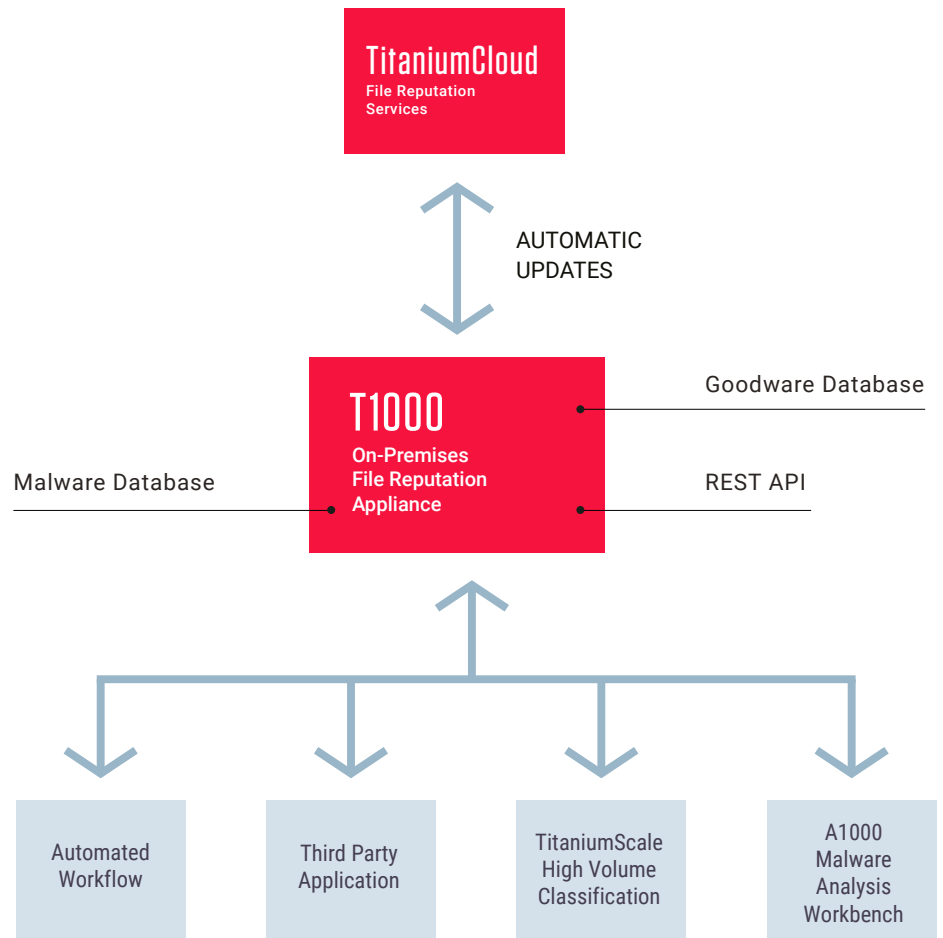 TitaniumCloud
File Reputation
Services
AUTOMATIC
UPDATES
Goodware Database
T1000
On-Premises
File Reputation
Appliance
Malware Database
REST API
Automated
Workflow
Third Party
Application
TitaniumScale
High Volume
Classification
A1000
Malware
Analysis
Workbench